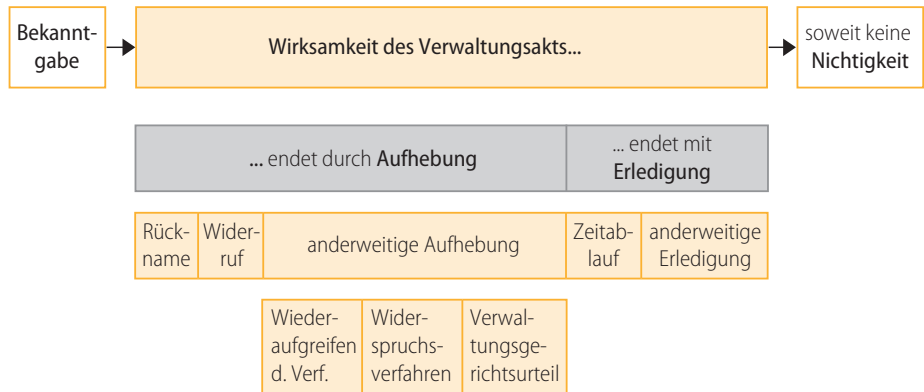 Bekannt-
gabe
Wirksamkeit des Verwaltungsakts...
soweit keine
Nichtigkeit
... endet durch Aufhebung
... endet mit
Erledigung
Rück-
name
Wider-
ruf
anderweitige Aufhebung
Zeitab-
lauf
anderweitige
Erledigung
Wieder-
aufgreifen
d. Verf.
Wider-
spruchs-
verfahren
Verwal-
tungsge-
richtsurteil